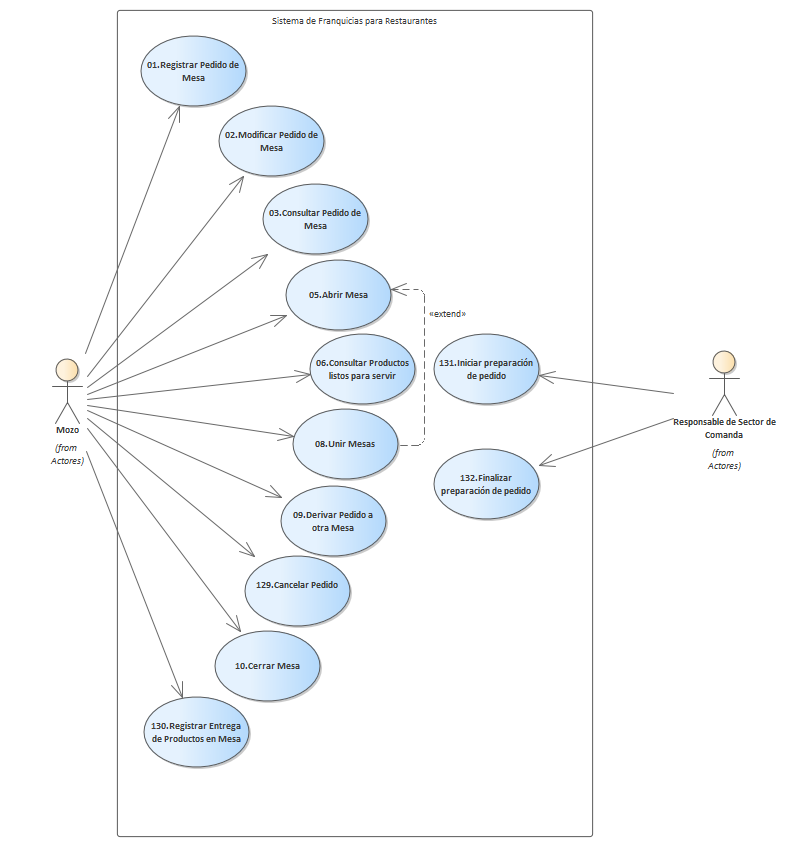 Sistema de Franquicias para Restaurantes
01.Registrar Pedido de
Mesa
02.Modificar Pedido de
Mesa
03.Consultar Pedido de
Mesa
05.Abrir Mesa
«extend»
06.Consultar Productos
listos para servir
131.Iniciar preparación
de pedido
08.Unir Mesas
Mozo
(from
Actores)
Responsable de Sector de
Comanda
(from
Actores)
132.Finalizar
preparación de pedido
09.Derivar Pedido a
otra Mesa
129.Cancelar Pedido
10.Cerrar Mesa
130.Registrar Entrega
de Productos en Mesa